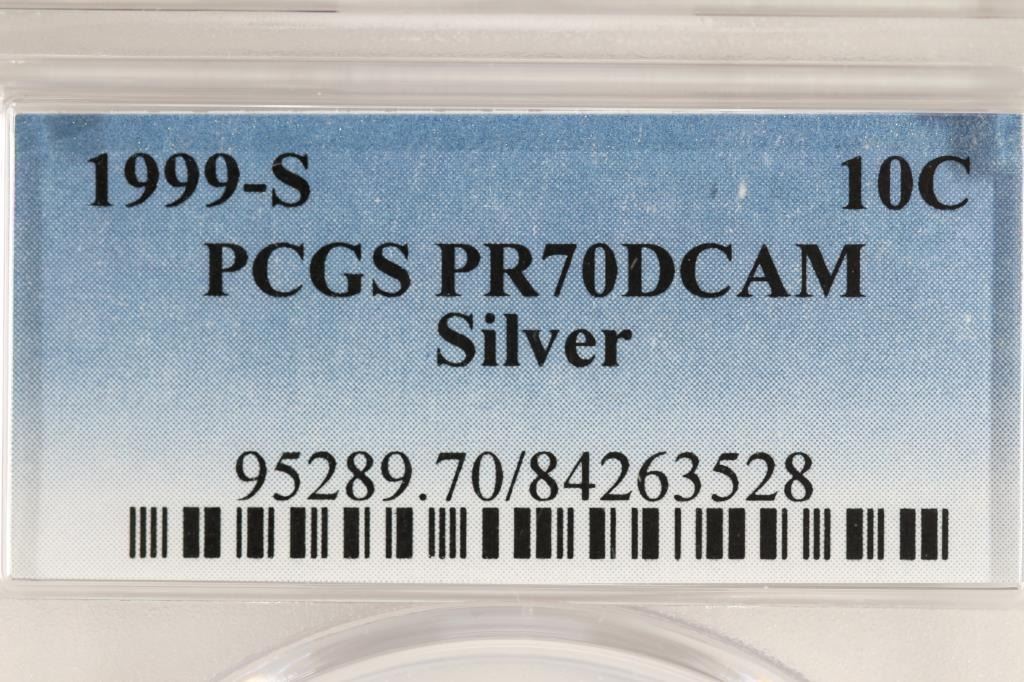 1999-S 10C
PCGS PR70DCAM
Silver
95289.70/84263528